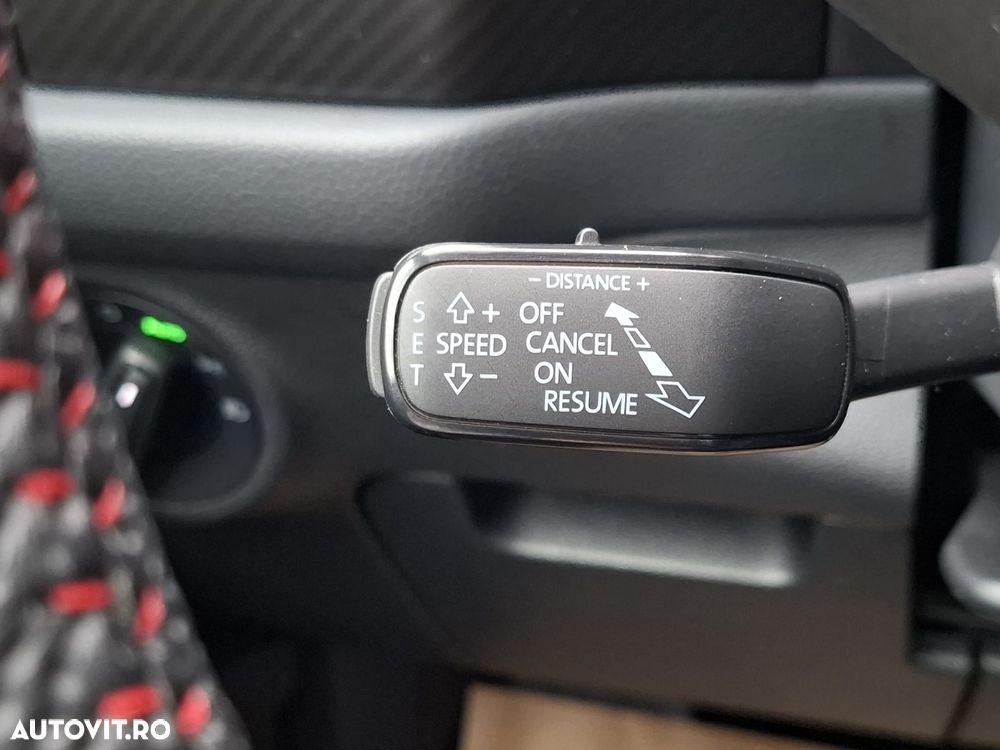 - DISTANCE +
S + OFF
E SPEED CANCEL
T - ON
RESUME
AUTOVIT.RO